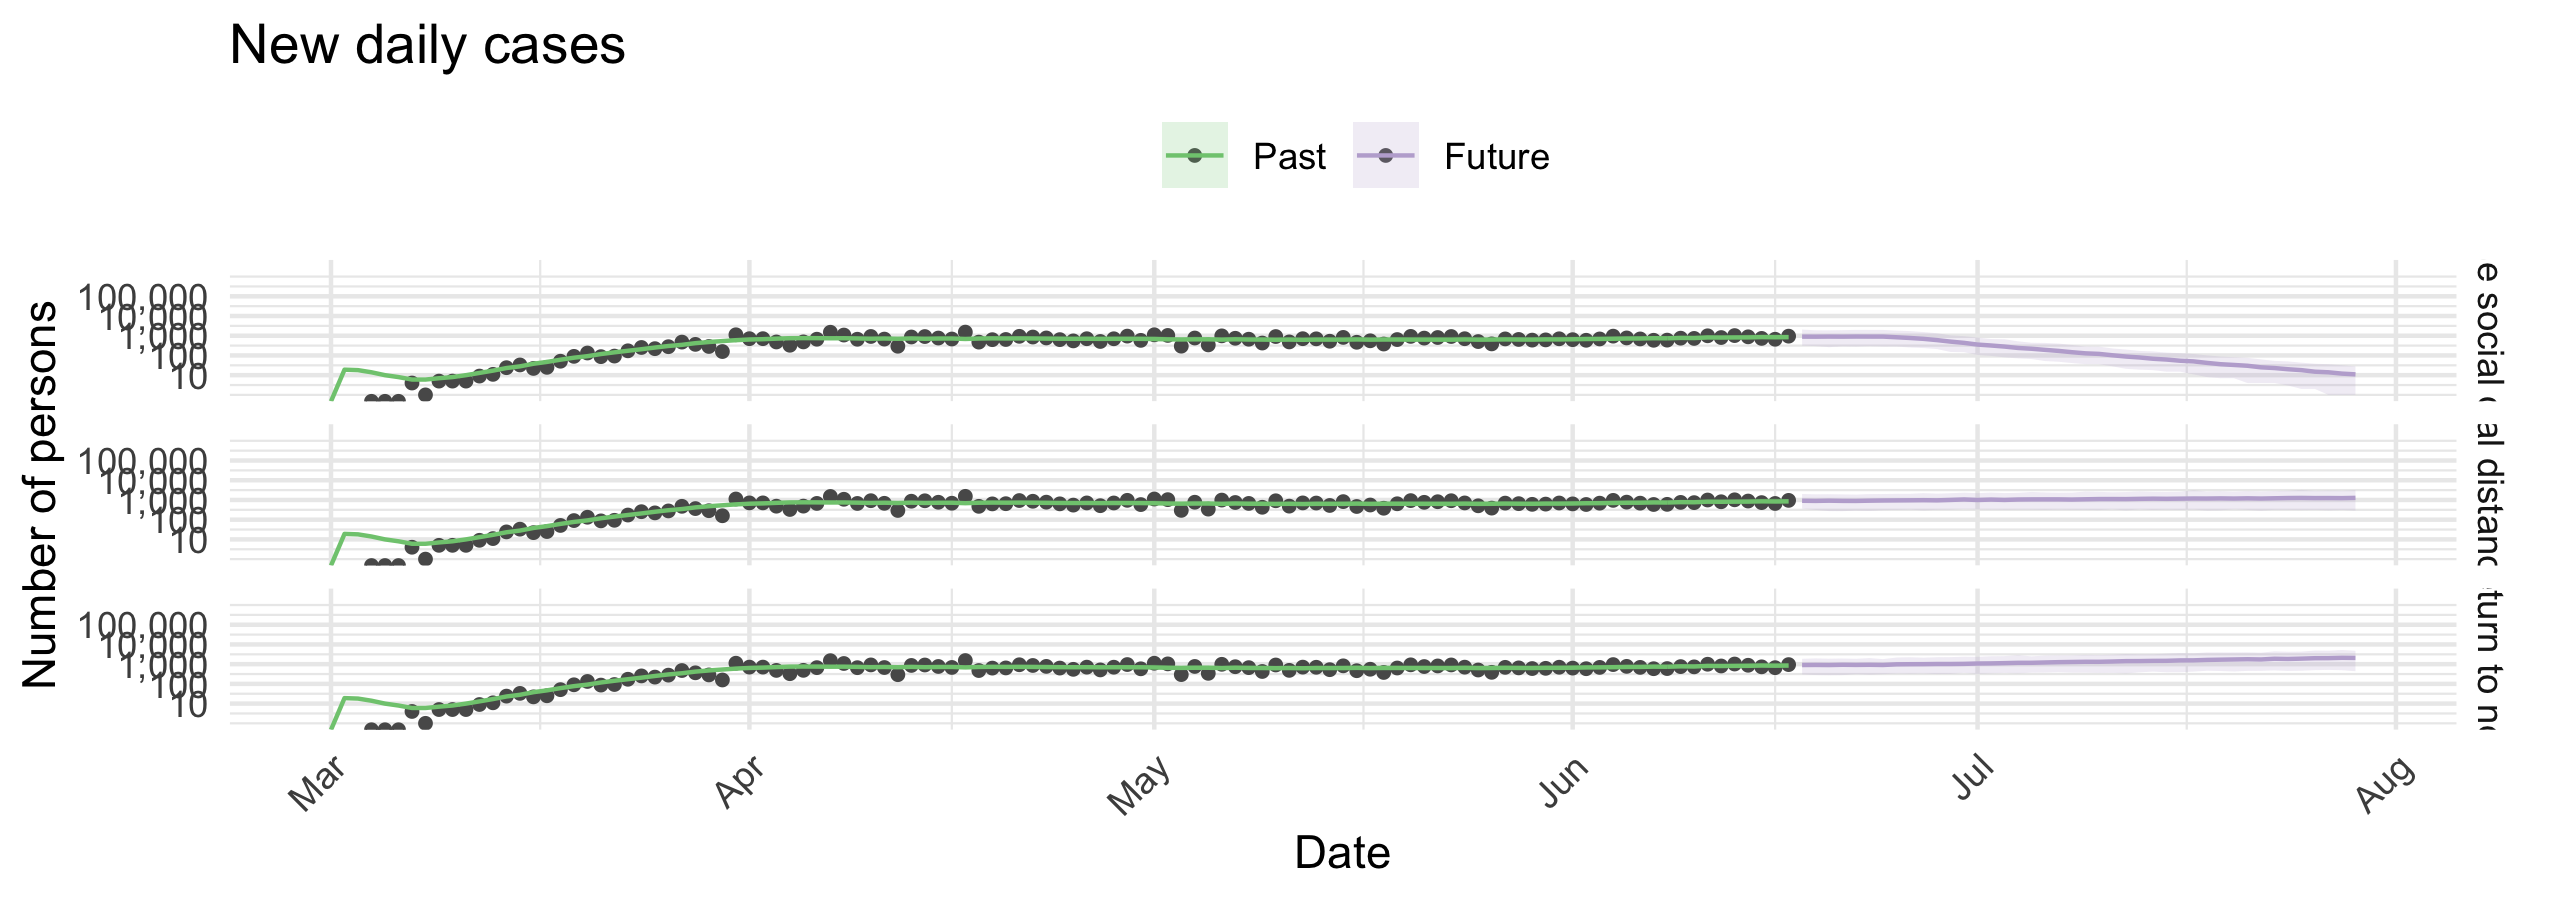 New daily cases
Past
Future
Number of persons
100,000
10,000
1,000
100
10
e social
100,000
10,000
1,000
100
10
al distanc
100,000
10,000
1,000
100
10
turn to
Mar
Apr
May
Jun
Jul
Aug
Date